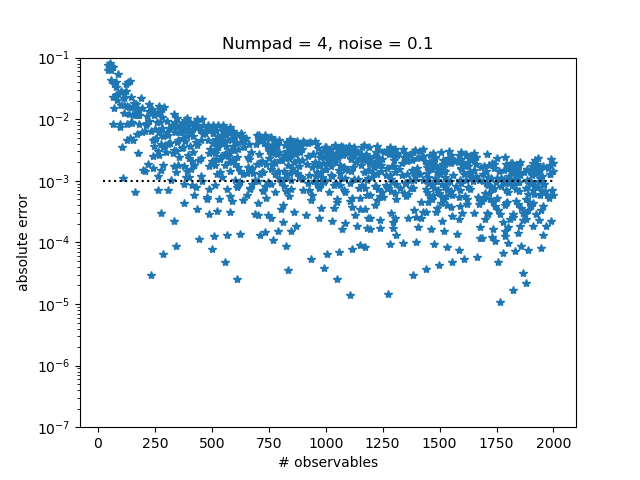 Numpad = 4, noise = 0.1
absolute error
10⁻¹
10⁻²
10⁻³
10⁻⁴
10⁻⁵
10⁻⁶
10⁻⁷
0 250 500 750 1000 1250 1500 1750 2000
# observables